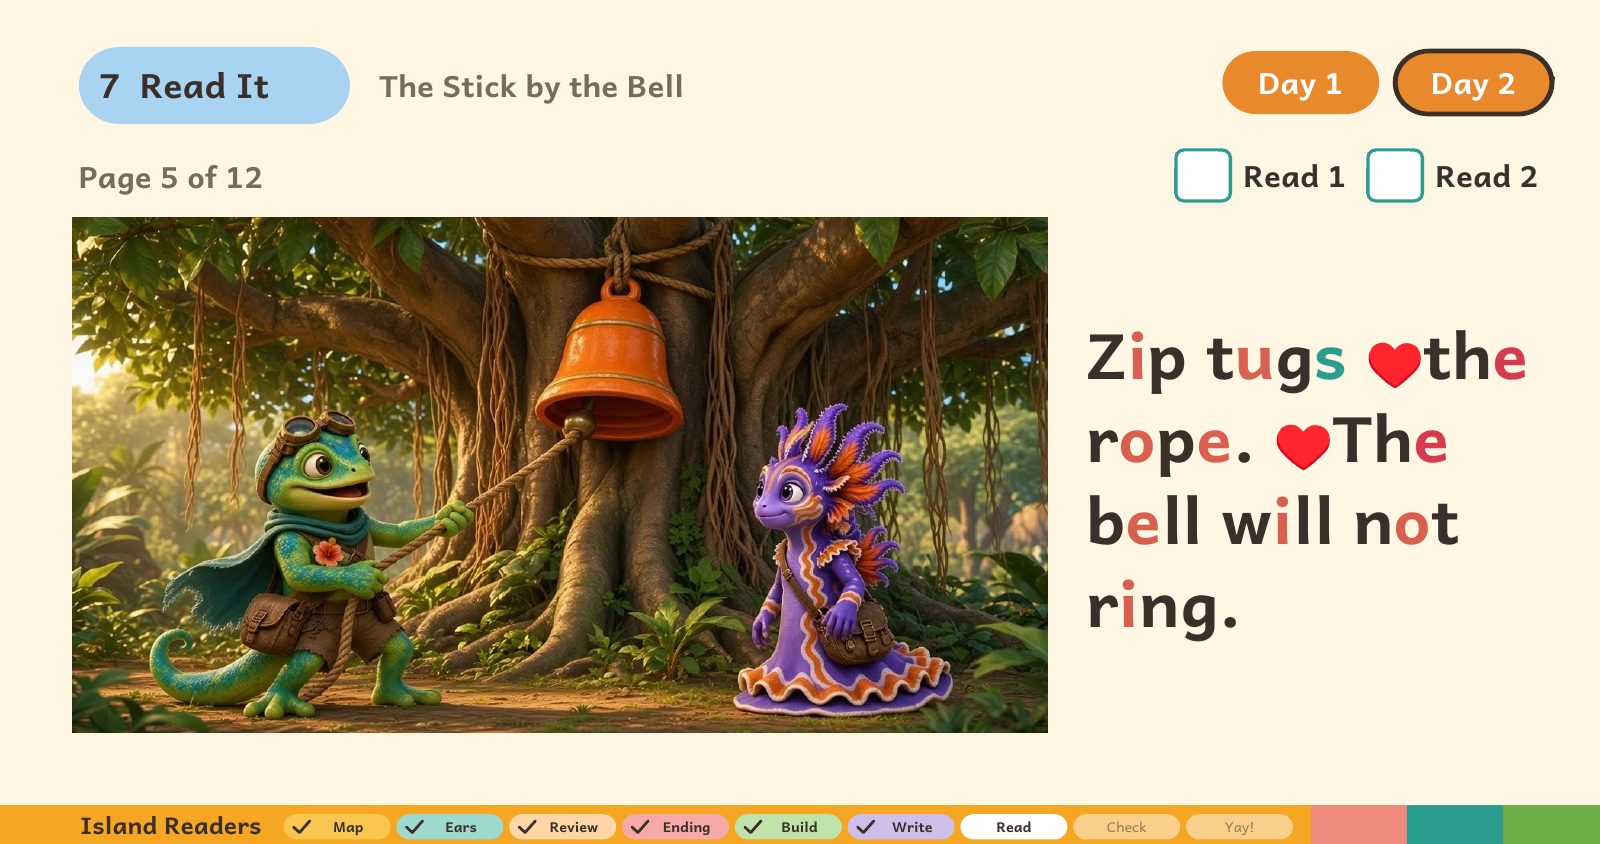 7 Read It
The Stick by the Bell
Day 1
Day 2
Page 5 of 12
Read 1
Read 2
Zip tugs ❤the
rope. ❤The
bell will not
ring.
Island Readers
Map
Ears
Review
Ending
Build
Write
Read
Check
Yay!